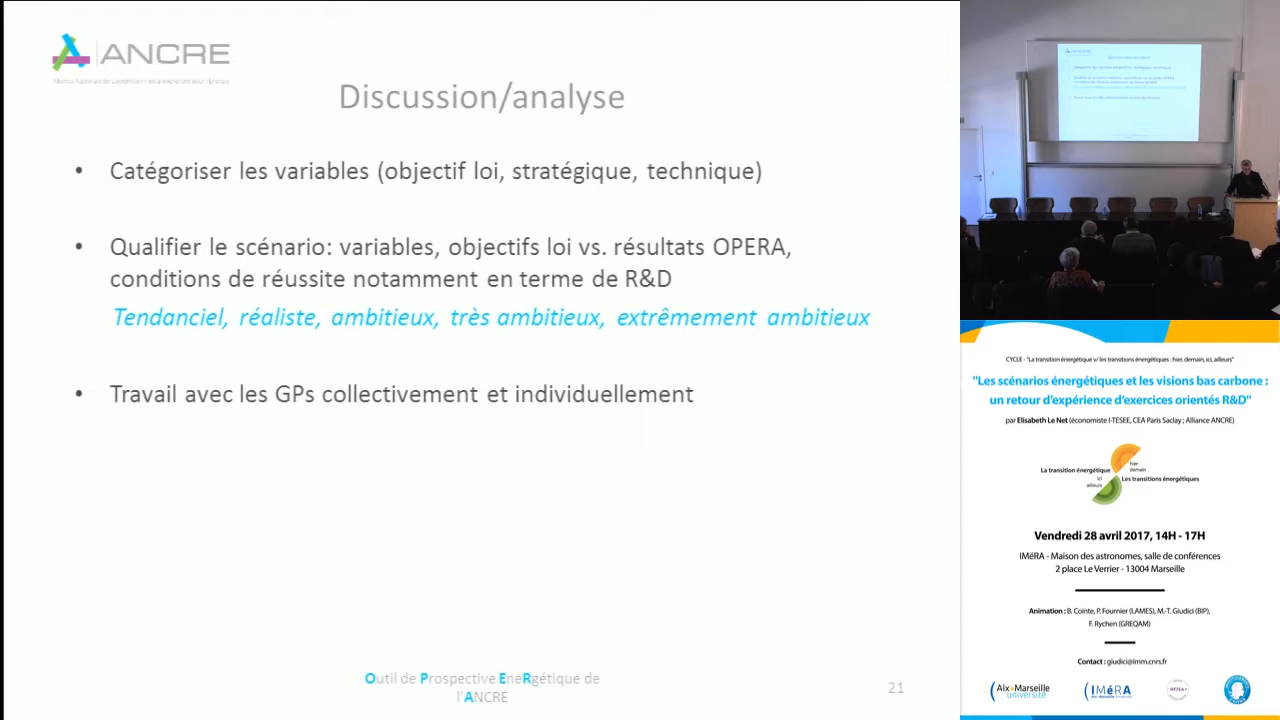 ANCRE
Discussion/analyse
• Catégoriser les variables (objectif loi, stratégique, technique)
• Qualifier le scénario: variables, objectifs loi vs. résultats OPERA,
conditions de réussite notamment en terme de R&D
Tendanciel, réaliste, ambitieux, très ambitieux, extrêmement ambitieux
• Travail avec les GPs collectivement et individuellement
Outil de Prospective EneRgétique de
l'ANCRE
21
CYCLE - "La transition énergétique v/ les transitions énergétiques : hier, demain, ici, ailleurs"
"Les scénarios énergétiques et les visions bas carbone :
un retour d'expérience d'exercices orientés R&D"
par Elisabeth Le Net (économiste I-TESEE, CEA Paris Saclay ; Alliance ANCRE)
hier
demain
La transition énergétique
Les transitions énergétiques
ici
ailleurs
Vendredi 28 avril 2017, 14H - 17H
IMéRA - Maison des astronomes, salle de conférences
2 place Le Verrier - 13004 Marseille
Animation : B. Cointe, P. Fournier (LAMES), M.-T. Giudici (BIP),
F. Rychen (GREQAM)
Contact : giudici@imm.cnrs.fr
Aix*Marseille
université
IMéRA